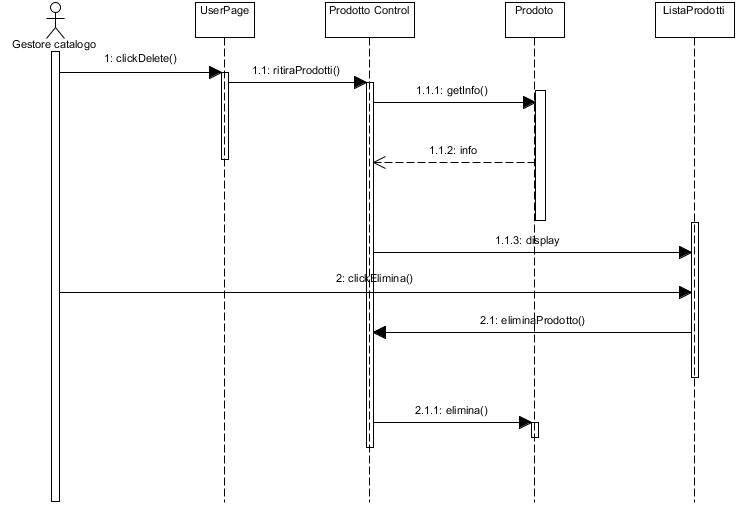 UserPage
Prodotto Control
Prodoto
ListaProdotti
Gestore catalogo
1: clickDelete()
1.1: ritiraProdotti()
1.1.1: getInfo()
1.1.2: info
1.1.3: display
2: clickElimina()
2.1: eliminaProdotto()
2.1.1: elimina()